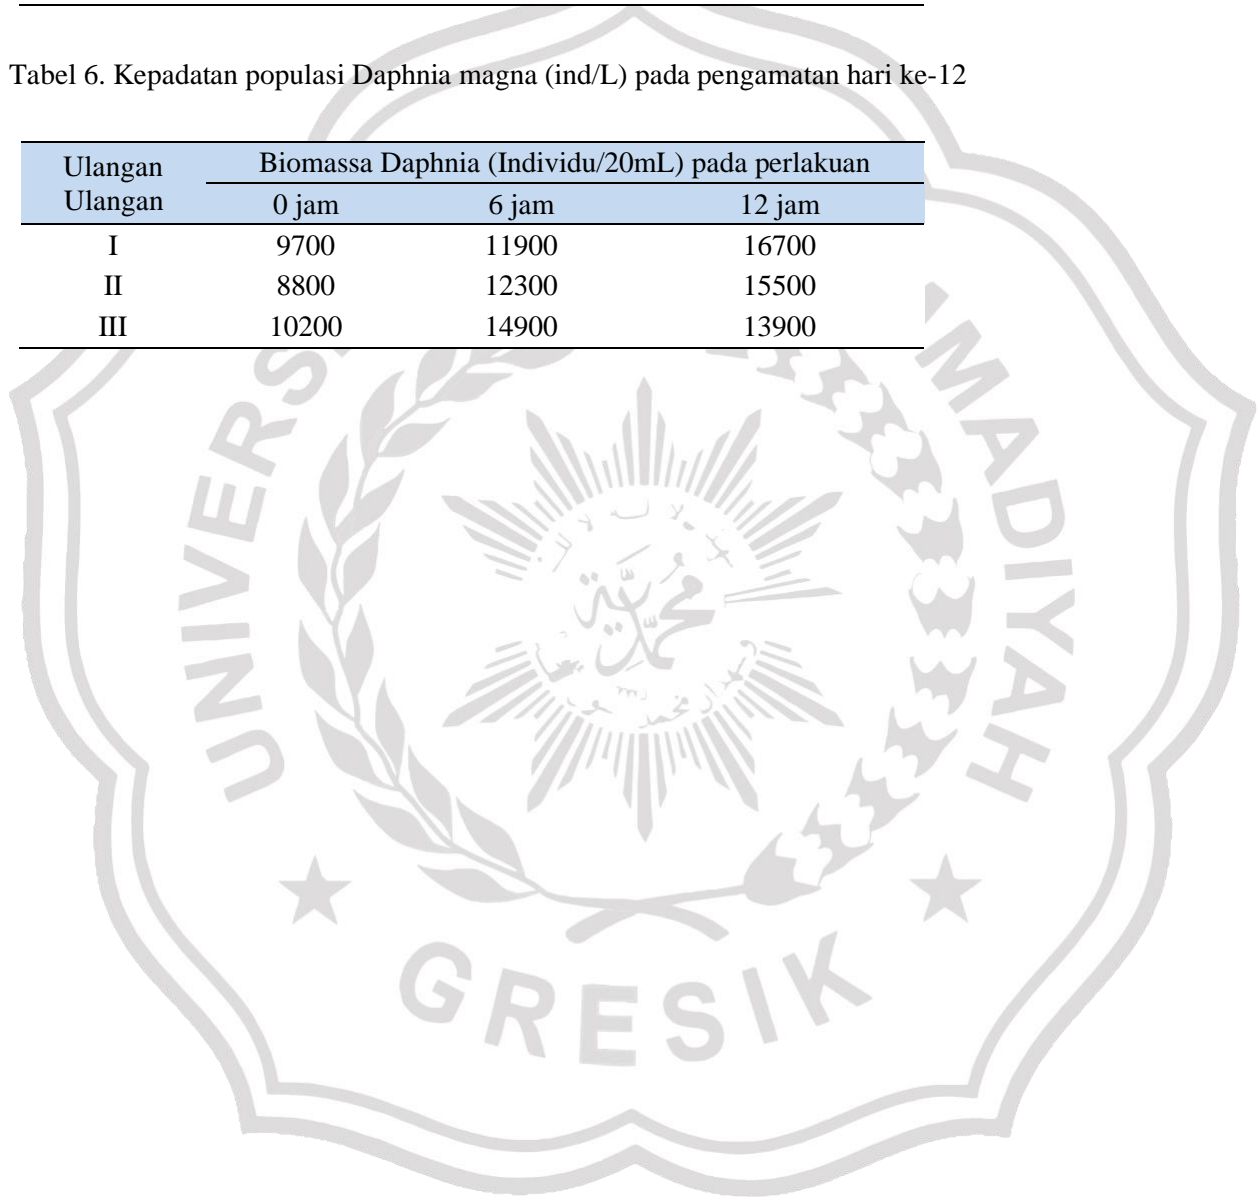 Tabel 6. Kepadatan populasi Daphnia magna (ind/L) pada pengamatan hari ke-12
Ulangan Biomassa Daphnia (Individu/20mL) pada perlakuan
Ulangan 0 jam 6 jam 12 jam
I 9700 11900 16700
II 8800 12300 15500
III 10200 14900 13900
GRESIK